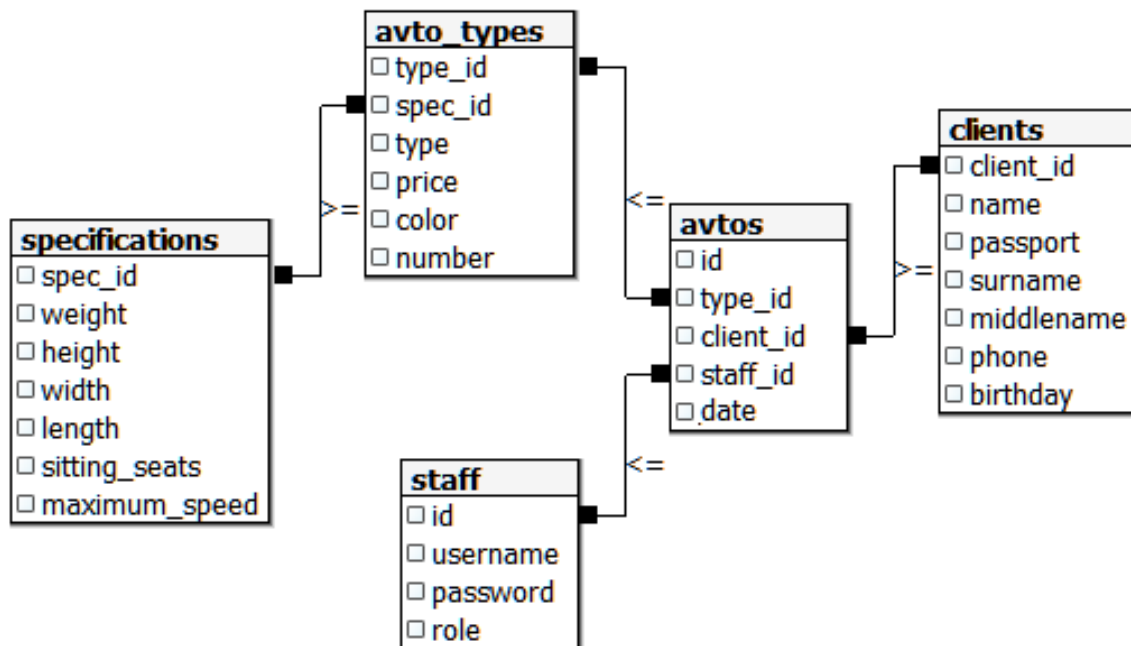 avto_types
type_id
spec_id
type
price
color
number
>=
specifications
spec_id
weight
height
width
length
sitting_seats
maximum_speed
<=
avtos
id
type_id
client_id
staff_id
date
>=
clients
client_id
name
passport
surname
middlename
phone
birthday
<=
staff
id
username
password
role